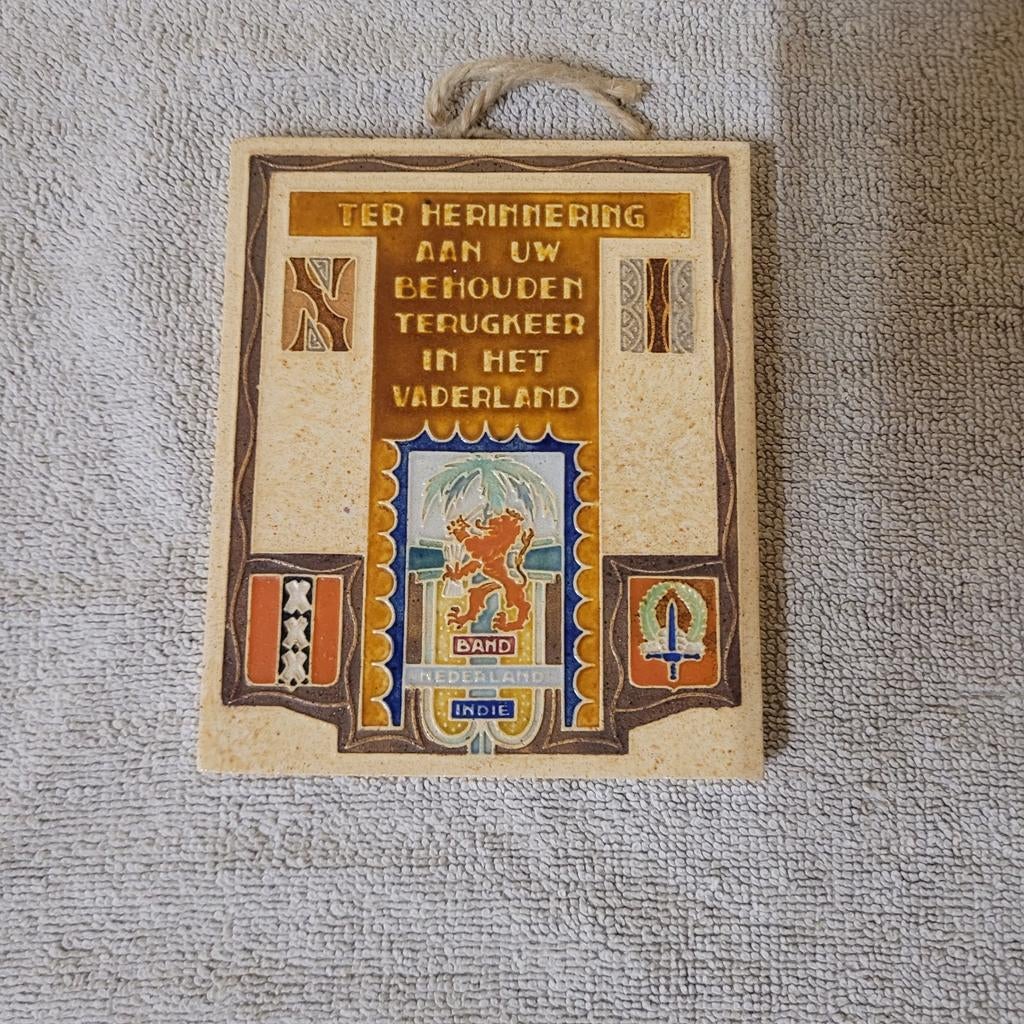 TER HERINNERING
AAN UW
BEHOUDEN
TERUGKEER
IN HET
VADERLAND
BAND
NEDERLAND
INDIE